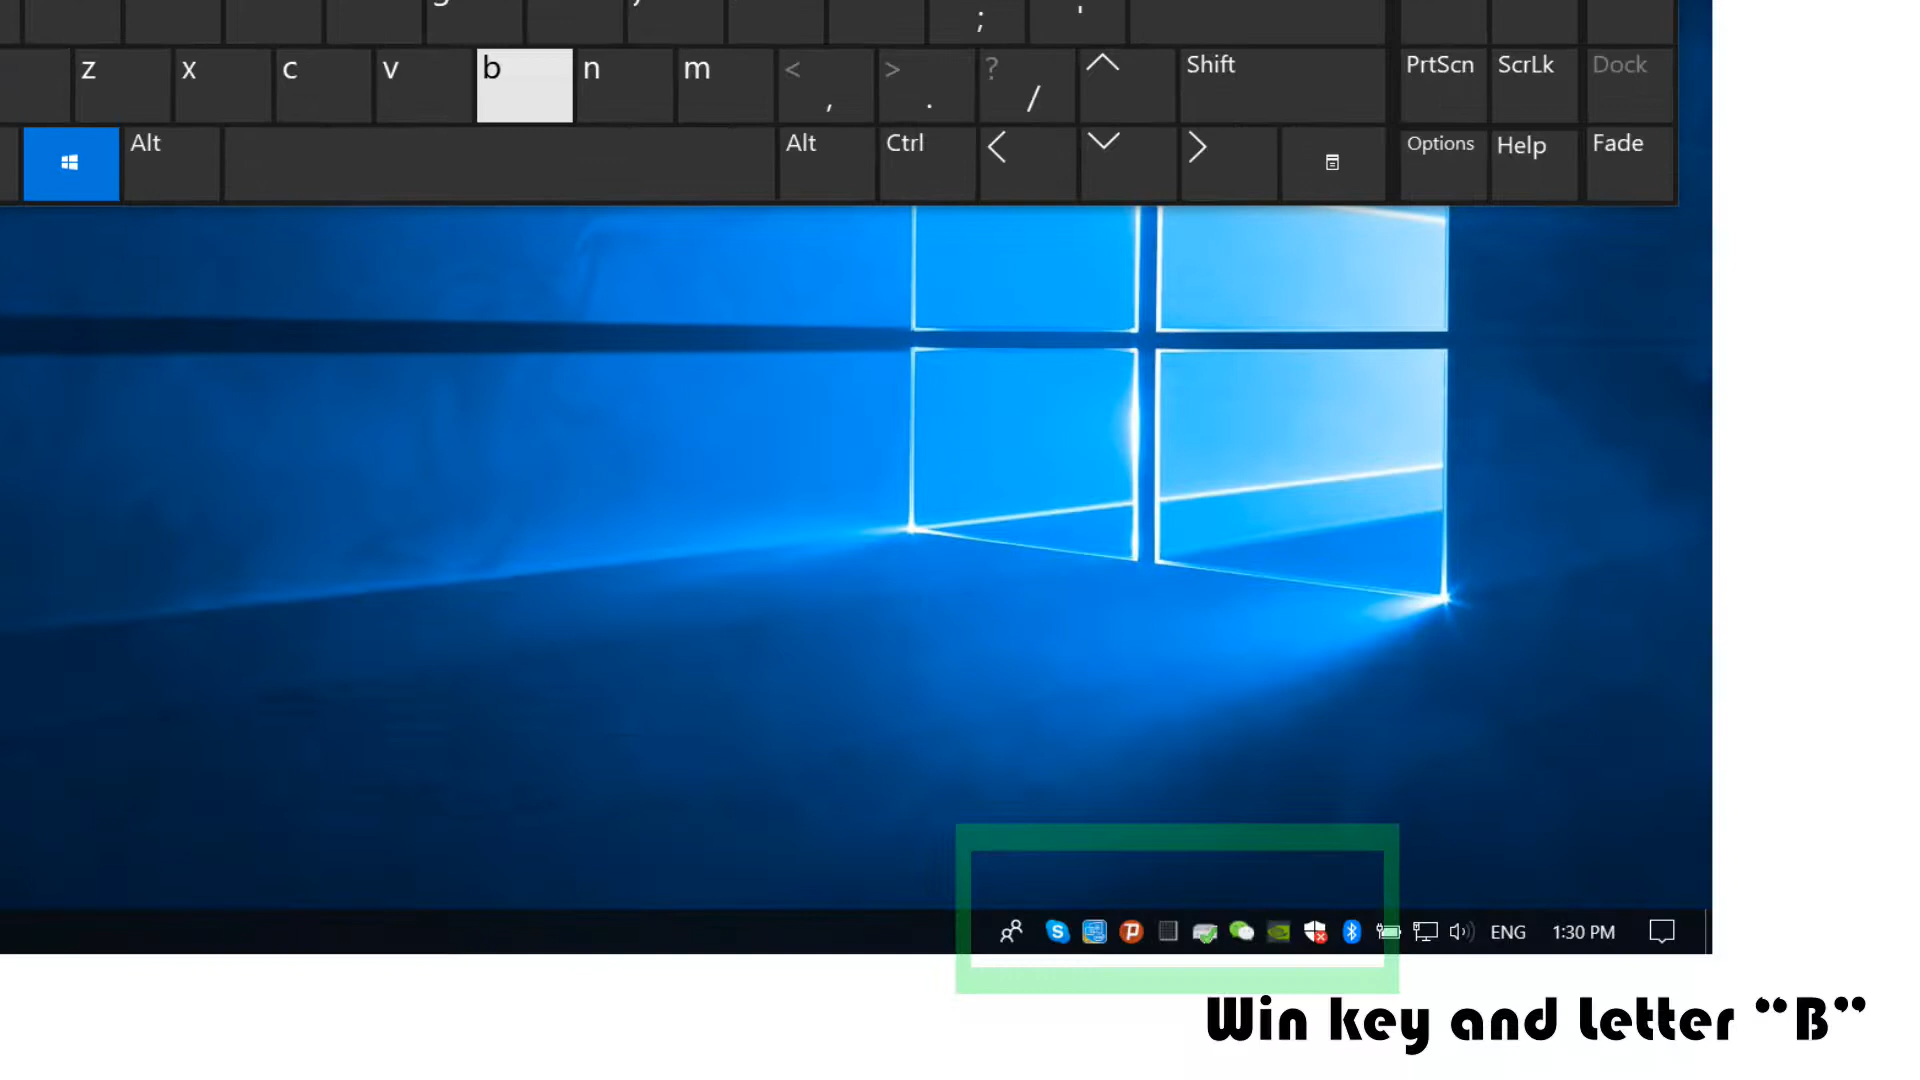 ; '
z x c v b n m < , > . ? / Shift PrtScn ScrLk Dock
Alt Alt Ctrl Options Help Fade
ENG 1:30 PM
Win key and Letter “B”